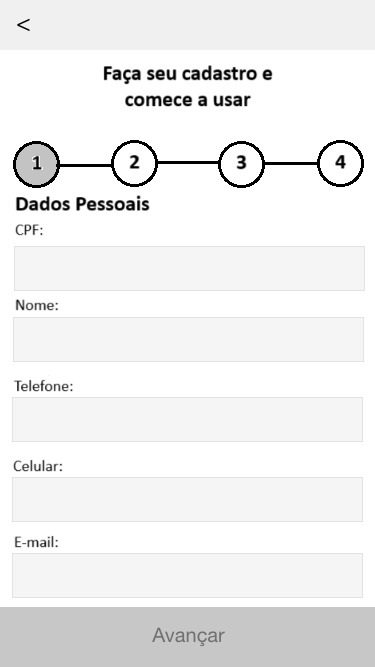 <
Faça seu cadastro e
comece a usar
1 2 3 4
Dados Pessoais
CPF:
Nome:
Telefone:
Celular:
E-mail:
Avançar